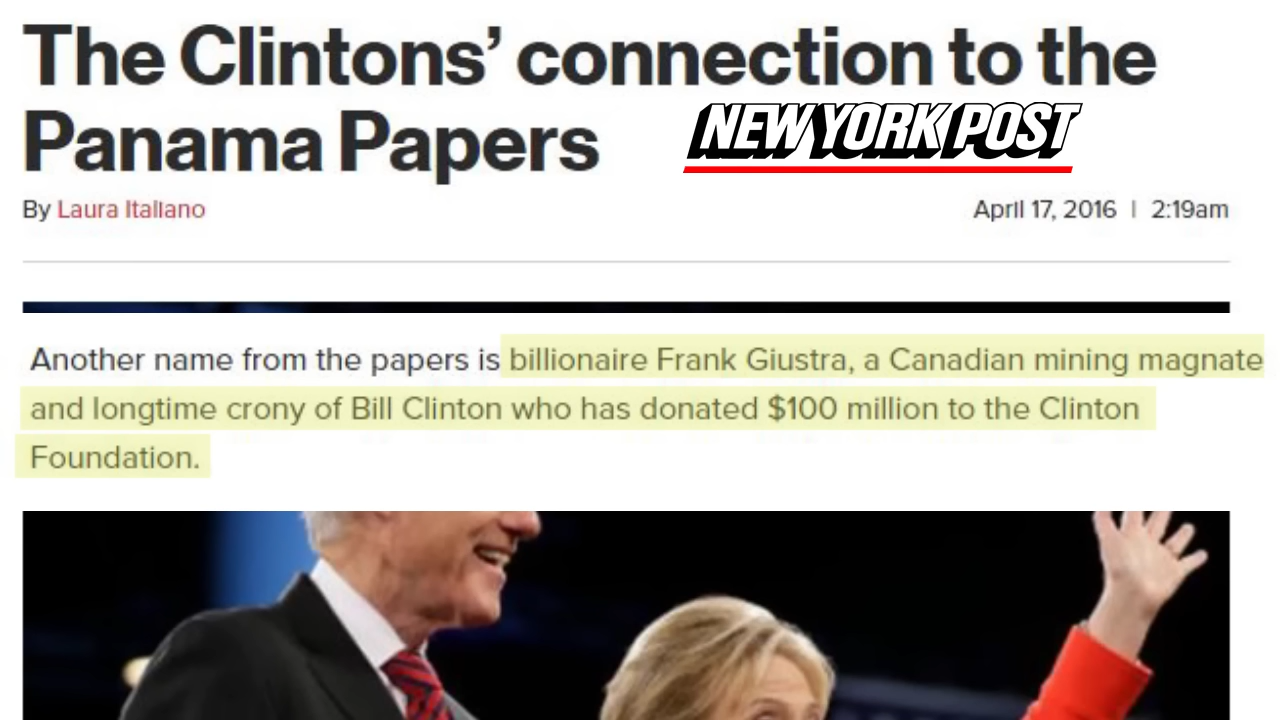 The Clintons’ connection to the
Panama Papers
NEW YORK POST
By Laura Italiano
April 17, 2016 | 2:19am
Another name from the papers is billionaire Frank Giustra, a Canadian mining magnate
and longtime crony of Bill Clinton who has donated $100 million to the Clinton
Foundation.